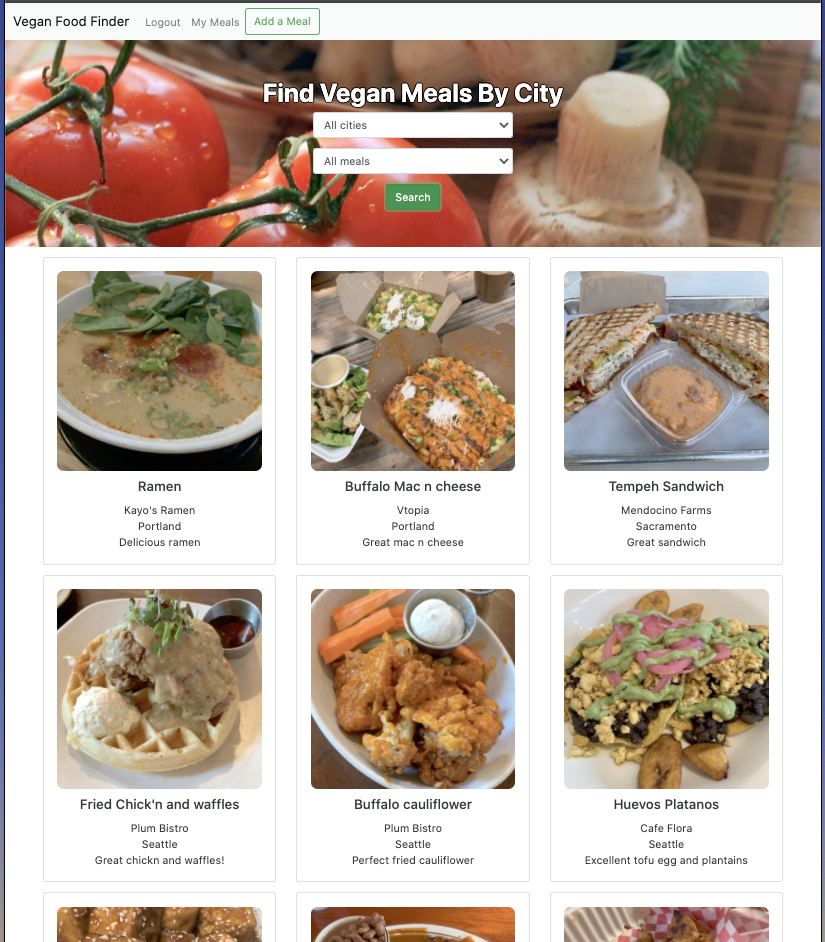 Vegan Food Finder Logout My Meals Add a Meal
Find Vegan Meals By City
All cities
All meals
Search
Ramen
Kayo's Ramen
Portland
Delicious ramen
Buffalo Mac n cheese
Vtopia
Portland
Great mac n cheese
Tempeh Sandwich
Mendocino Farms
Sacramento
Great sandwich
Fried Chick'n and waffles
Plum Bistro
Seattle
Great chickn and waffles!
Buffalo cauliflower
Plum Bistro
Seattle
Perfect fried cauliflower
Huevos Platanos
Cafe Flora
Seattle
Excellent tofu egg and plantains